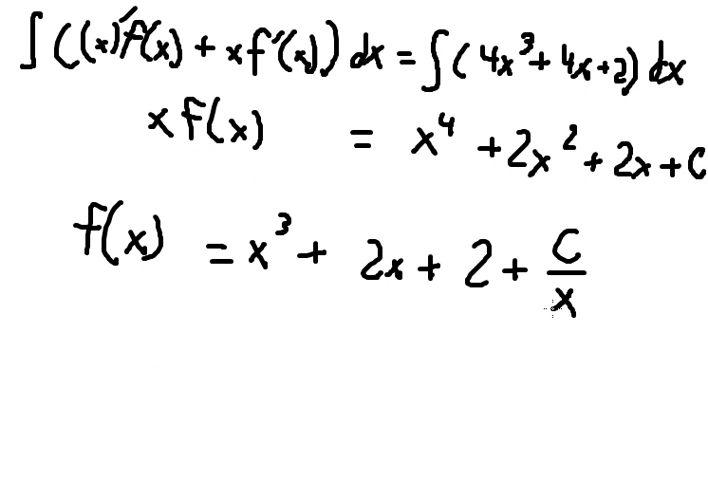 ∫((x)'f(x) + xf'(x))dx = ∫(4x³ + 4x + 2)dx
xf(x) = x⁴ + 2x² + 2x + C
f(x) = x³ + 2x + 2 + C/x